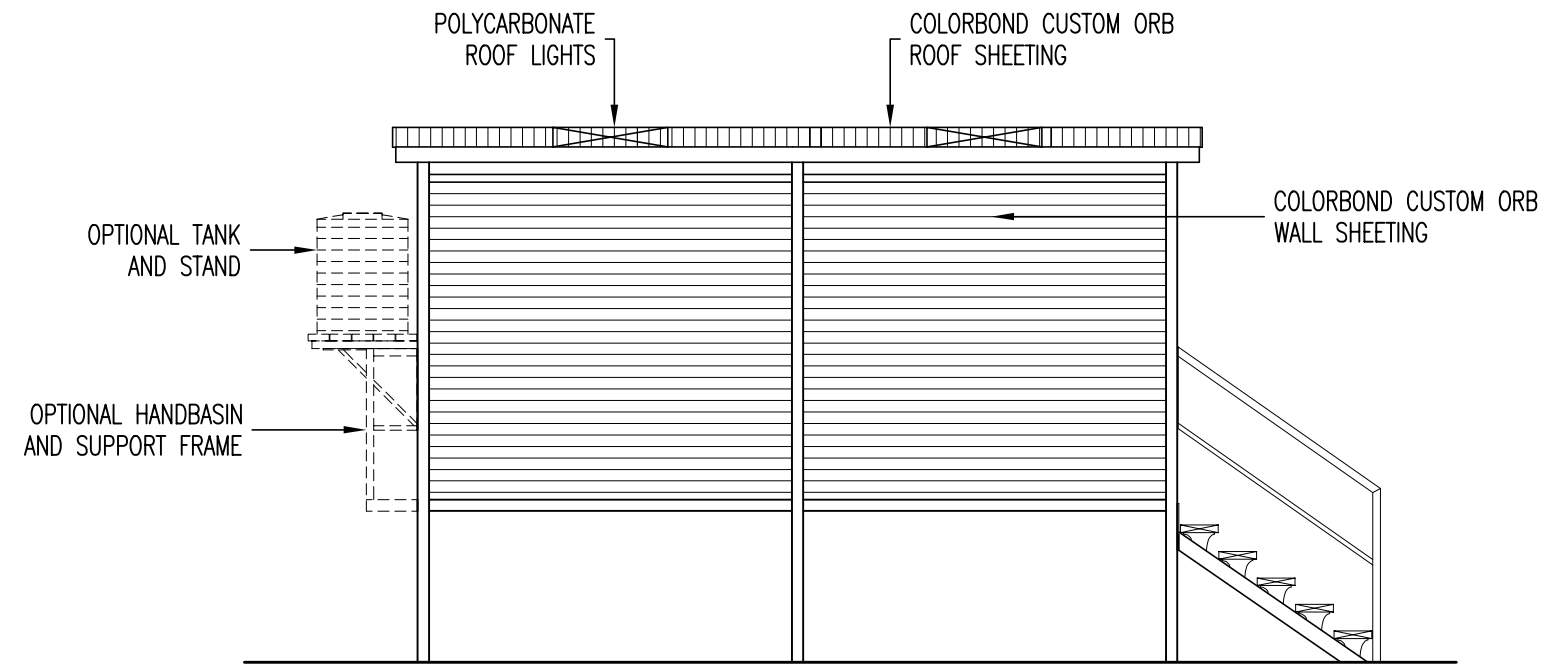 POLYCARBONATE
ROOF LIGHTS
COLORBOND CUSTOM ORB
ROOF SHEETING
COLORBOND CUSTOM ORB
WALL SHEETING
OPTIONAL TANK
AND STAND
OPTIONAL HANDBASIN
AND SUPPORT FRAME